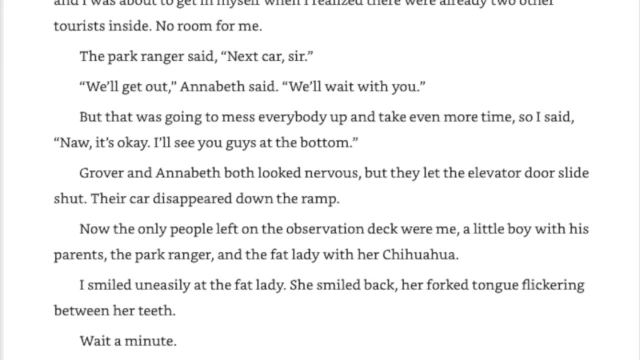 and I was about to get in myself when I realized there were already two other
tourists inside. No room for me.
The park ranger said, “Next car, sir.”
“We’ll get out,” Annabeth said. “We’ll wait with you.”
But that was going to mess everybody up and take even more time, so I said,
“Naw, it’s okay. I’ll see you guys at the bottom.”
Grover and Annabeth both looked nervous, but they let the elevator door slide
shut. Their car disappeared down the ramp.
Now the only people left on the observation deck were me, a little boy with his
parents, the park ranger, and the fat lady with her Chihuahua.
I smiled uneasily at the fat lady. She smiled back, her forked tongue flickering
between her teeth.
Wait a minute.